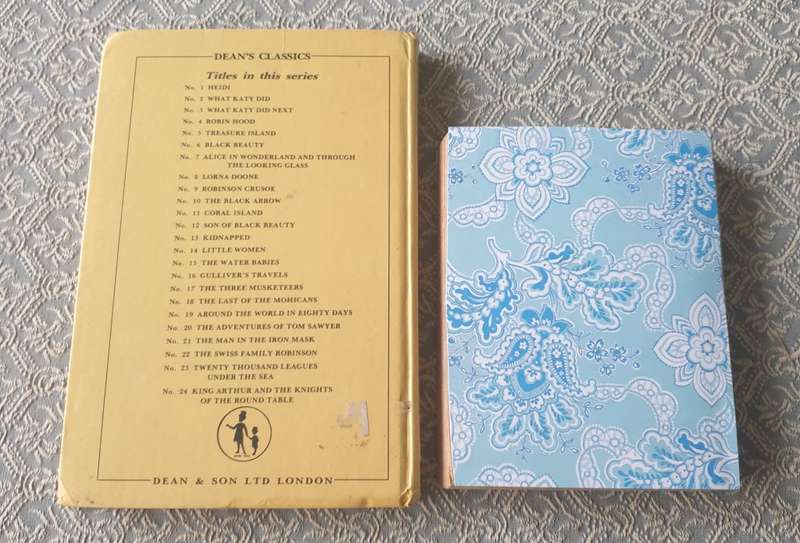 DEAN'S CLASSICS
Titles in this series
No. 1 HEIDI
No. 2 WHAT KATY DID
No. 3 WHAT KATY DID NEXT
No. 4 ROBIN HOOD
No. 5 TREASURE ISLAND
No. 6 BLACK BEAUTY
No. 7 ALICE IN WONDERLAND AND THROUGH
THE LOOKING GLASS
No. 8 LORNA DOONE
No. 9 ROBINSON CRUSOE
No. 10 THE BLACK ARROW
No. 11 CORAL ISLAND
No. 12 SON OF BLACK BEAUTY
No. 13 KIDNAPPED
No. 14 LITTLE WOMEN
No. 15 THE WATER BABIES
No. 16 GULLIVER'S TRAVELS
No. 17 THE THREE MUSKETEERS
No. 18 THE LAST OF THE MOHICANS
No. 19 AROUND THE WORLD IN EIGHTY DAYS
No. 20 THE ADVENTURES OF TOM SAWYER
No. 21 THE MAN IN THE IRON MASK
No. 22 THE SWISS FAMILY ROBINSON
No. 23 TWENTY THOUSAND LEAGUES
UNDER THE SEA
No. 24 KING ARTHUR AND THE KNIGHTS
OF THE ROUND TABLE
DEAN & SON LTD LONDON